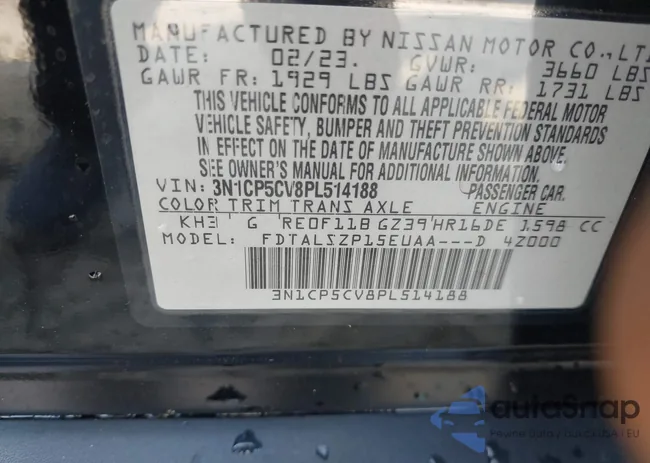 MANUFACTURED BY NISSAN MOTOR CO.,LT
DATE: 02/23. GVWR: 3660 LBS
GAWR FR: 1929 LBS GAWR RR: 1731 LBS
THIS VEHICLE CONFORMS TO ALL APPLICABLE FEDERAL MOTOR
VEHICLE SAFETY, BUMPER AND THEFT PREVENTION STANDARDS
IN EFFECT ON THE DATE OF MANUFACTURE SHOWN ABOVE.
SEE OWNER'S MANUAL FOR ADDITIONAL INFORMATION.
VIN: 3N1CP5CV8PL514188 PASSENGER CAR.
COLOR TRIM TRANS AXLE ENGINE
KH3 G RE0F11B GZ39 HR16DE 1.598 CC
MODEL: FDTALSZP15EUAA---D 4Z000
3N1CP5CV8PL514188
autoSnap